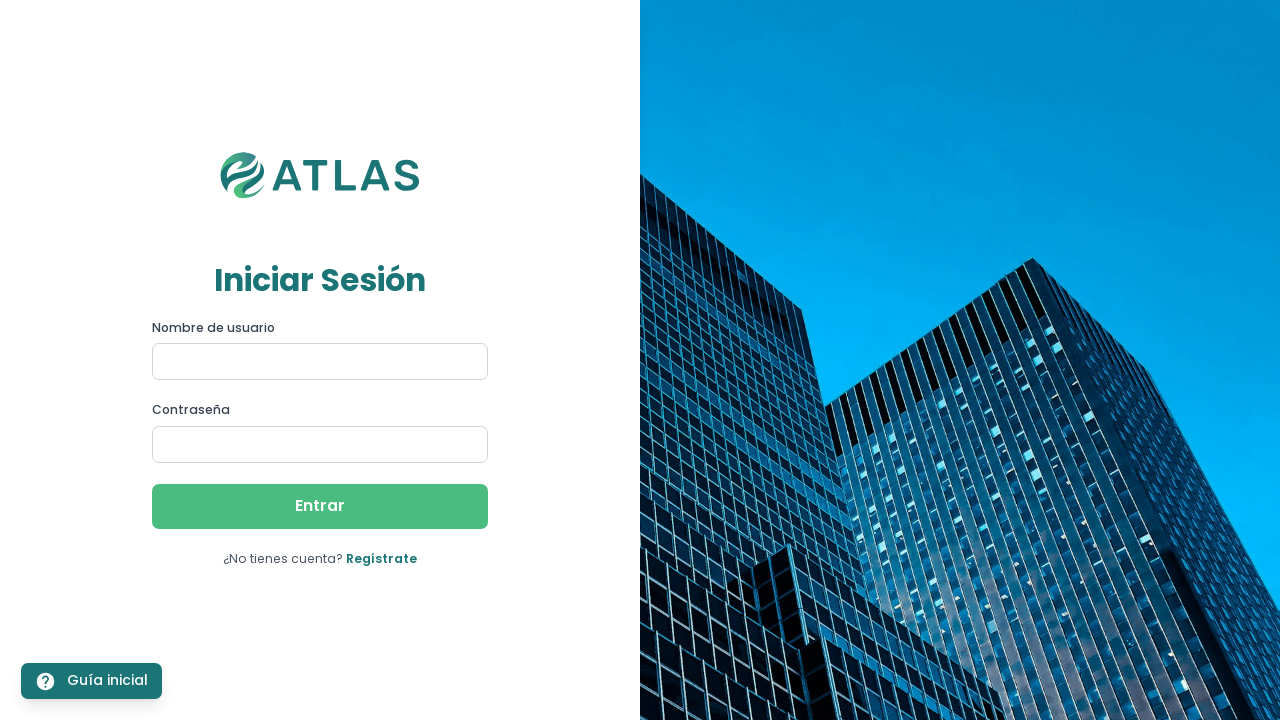 ATLAS
Iniciar Sesión
Nombre de usuario
Contraseña
Entrar
¿No tienes cuenta? Regístrate
Guía inicial